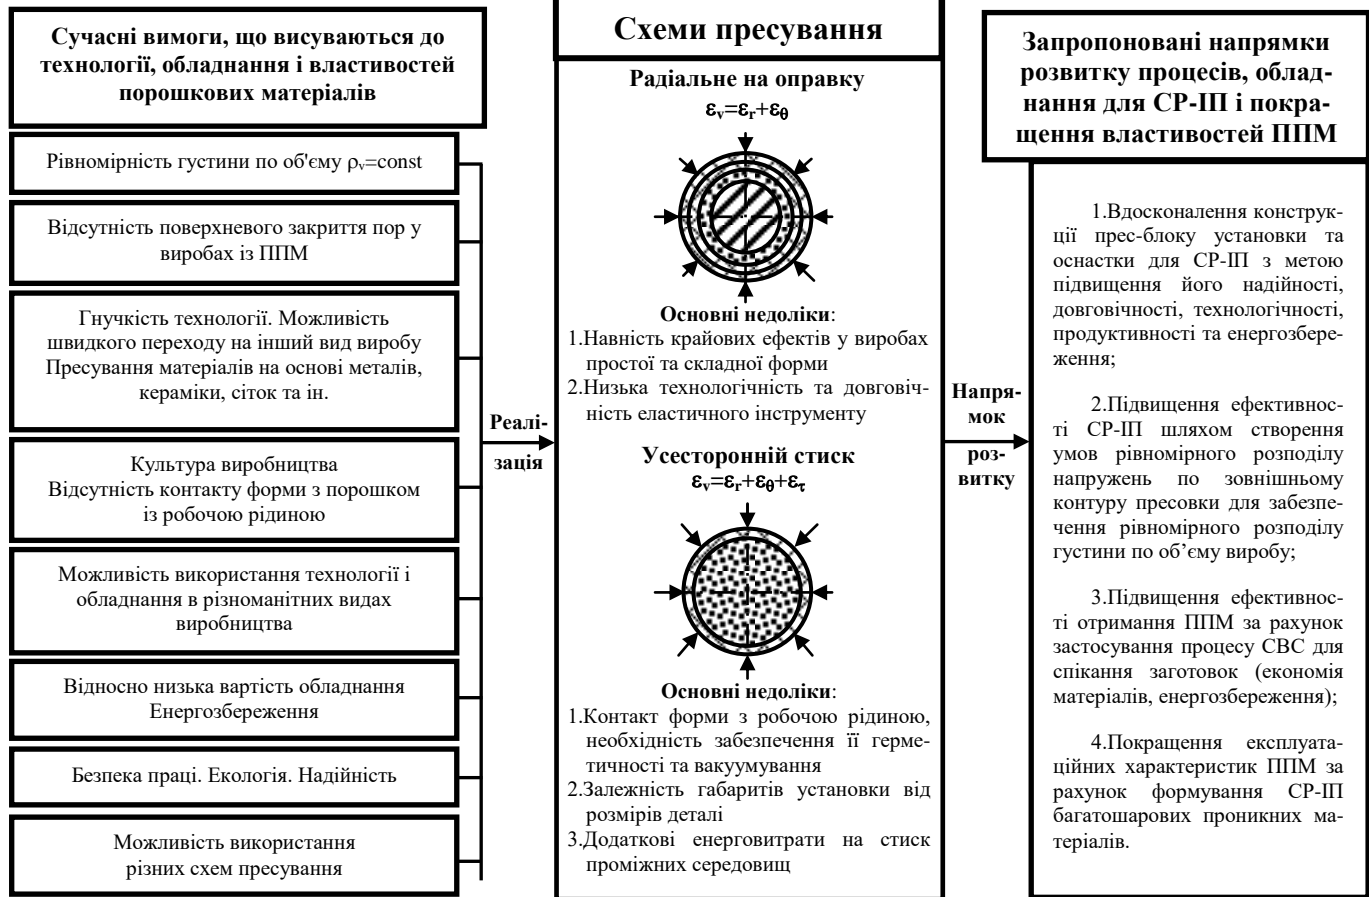 Сучасні вимоги, що висуваються до
технології, обладнання і властивостей
порошкових матеріалів
Рівномірність густини по об'єму ρv=const
Відсутність поверхневого закриття пор у
виробах із ППМ
Гнучкість технології. Можливість
швидкого переходу на інший вид виробу
Пресування матеріалів на основі металів,
кераміки, сіток та ін.
Культура виробництва
Відсутність контакту форми з порошком
із робочою рідиною
Можливість використання технології і
обладнання в різноманітних видах
виробництва
Відносно низька вартість обладнання
Енергозбереження
Безпека праці. Екологія. Надійність
Можливість використання
різних схем пресування
Реалі-
зація
Схеми пресування
Радіальне на оправку
εv=εr+εθ
Основні недоліки:
1.Навність крайових ефектів у виробах
простої та складної форми
2.Низька технологічність та довговіч-
ність еластичного інструменту
Усесторонній стиск
εv=εr+εθ+ετ
Основні недоліки:
1.Контакт форми з робочою рідиною,
необхідність забезпечення її герме-
тичності та вакуумування
2.Залежність габаритів установки від
розмірів деталі
3.Додаткові енерговитрати на стиск
проміжних середовищ
Напря-
мок
роз-
витку
Запропоновані напрямки
розвитку процесів, облад-
нання для СР-ІП і покра-
щення властивостей ППМ
1.Вдосконалення конструк-
ції прес-блоку установки та
оснастки для СР-ІП з метою
підвищення його надійності,
довговічності, технологічності,
продуктивності та енергозбере-
ження;
2.Підвищення ефективнос-
ті СР-ІП шляхом створення
умов рівномірного розподілу
напружень по зовнішньому
контуру пресовки для забезпе-
чення рівномірного розподілу
густини по об’єму виробу;
3.Підвищення ефективнос-
ті отримання ППМ за рахунок
застосування процесу СВС для
спікання заготовок (економія
матеріалів, енергозбереження);
4.Покращення експлуата-
ційних характеристик ППМ за
рахунок формування СР-ІП
багатошарових проникних ма-
теріалів.